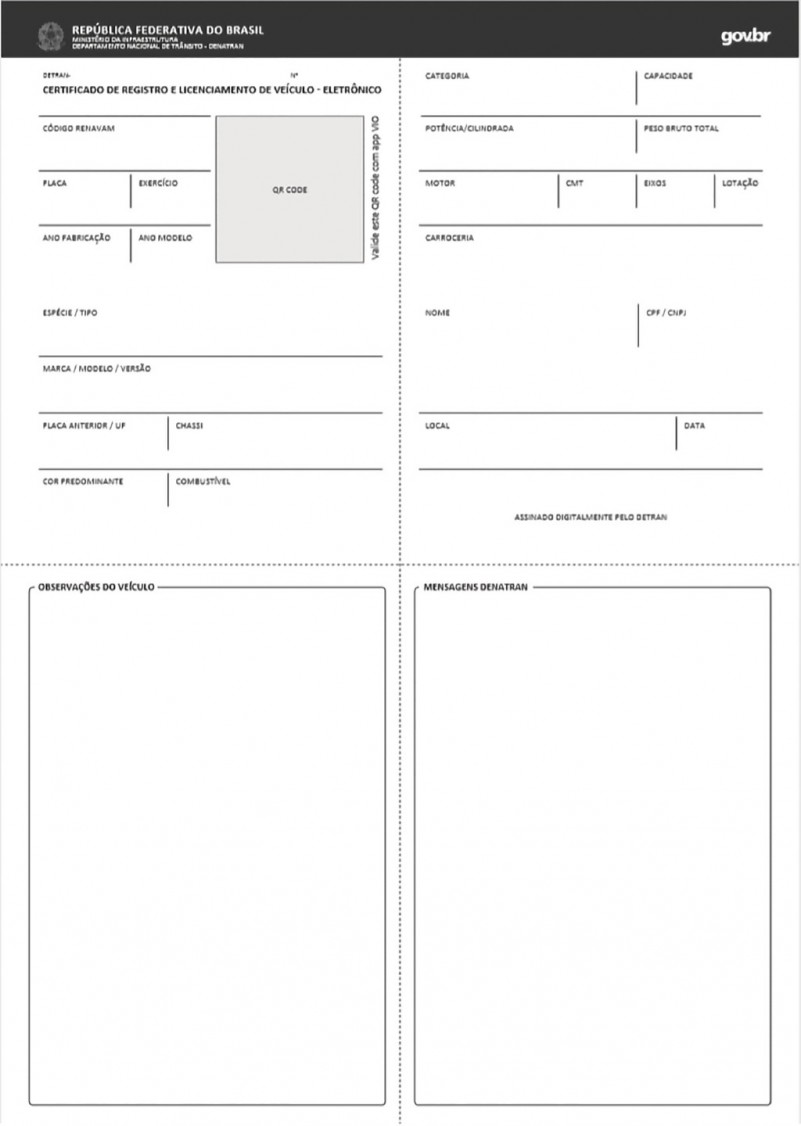 REPÚBLICA FEDERATIVA DO BRASIL
MINISTÉRIO DA INFRAESTRUTURA
DEPARTAMENTO NACIONAL DE TRÂNSITO - DENATRAN
gov.br
DETRAN- Nº
CERTIFICADO DE REGISTRO E LICENCIAMENTO DE VEÍCULO - ELETRÔNICO
CÓDIGO RENAVAM
PLACA EXERCÍCIO
ANO FABRICAÇÃO ANO MODELO
QR CODE
Valide este QR code com app VIO
ESPÉCIE / TIPO
MARCA / MODELO / VERSÃO
PLACA ANTERIOR / UF CHASSI
COR PREDOMINANTE COMBUSTÍVEL
CATEGORIA CAPACIDADE
POTÊNCIA/CILINDRADA PESO BRUTO TOTAL
MOTOR CMT EIXOS LOTAÇÃO
CARROCERIA
NOME CPF / CNPJ
LOCAL DATA
ASSINADO DIGITALMENTE PELO DETRAN
OBSERVAÇÕES DO VEÍCULO
MENSAGENS DENATRAN